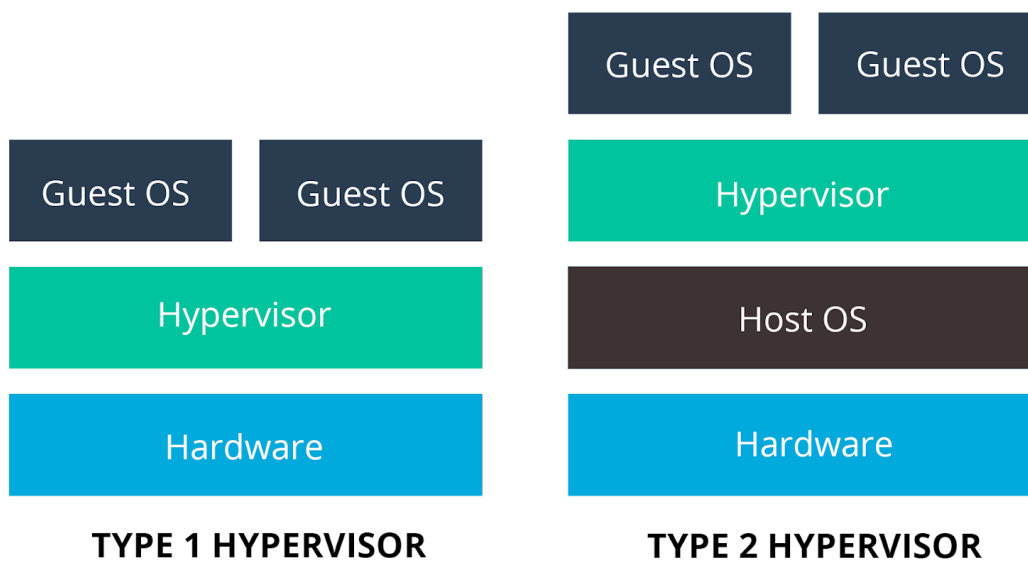 Guest OS
Guest OS
Hypervisor
Hardware
TYPE 1 HYPERVISOR
Guest OS
Guest OS
Hypervisor
Host OS
Hardware
TYPE 2 HYPERVISOR